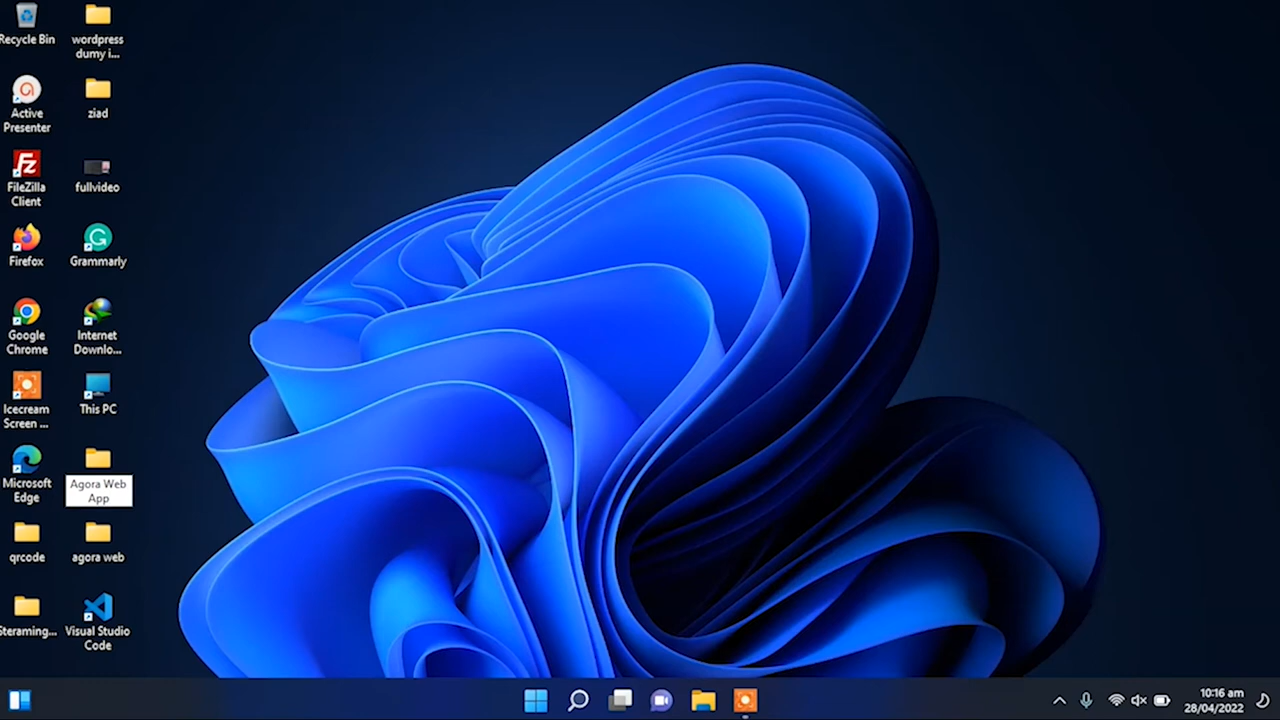 Recycle Bin
wordpress
dumy i...
Active
Presenter
ziad
FileZilla
Client
fullvideo
Firefox
Grammarly
Google
Chrome
Internet
Downlo...
Icecream
Screen ...
This PC
Microsoft
Edge
Agora Web
App
qrcode
agora web
Steraming...
Visual Studio
Code
10:16 am
28/04/2022